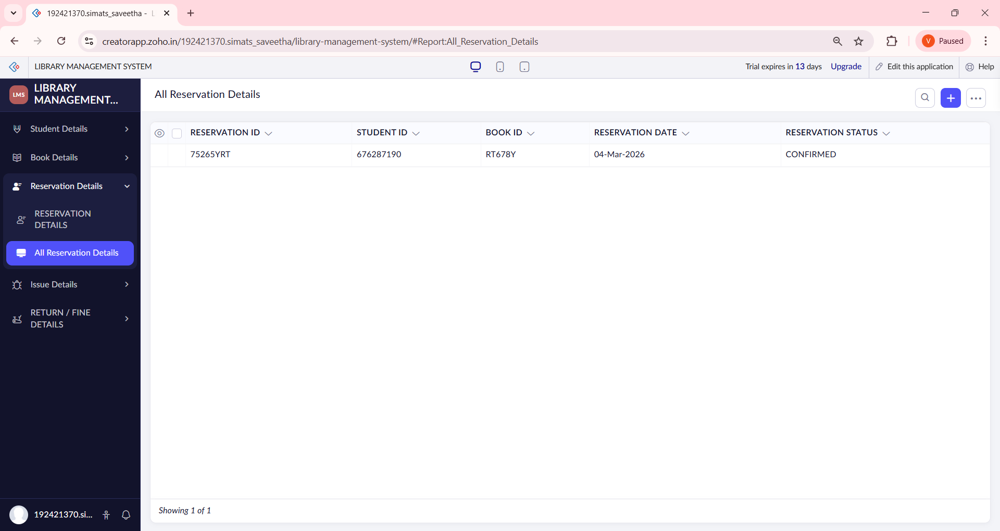 192421370.simats_saveetha -
creatorapp.zoho.in/192421370.simats_saveetha/library-management-system/#Report:All_Reservation_Details
V Paused
LIBRARY MANAGEMENT SYSTEM
Trial expires in 13 days Upgrade Edit this application Help
LMS LIBRARY
MANAGEMENT...
All Reservation Details
Student Details
Book Details
Reservation Details
RESERVATION
DETAILS
All Reservation Details
Issue Details
RETURN / FINE
DETAILS
192421370.si...
RESERVATION ID STUDENT ID BOOK ID RESERVATION DATE RESERVATION STATUS
75265YRT 676287190 RT678Y 04-Mar-2026 CONFIRMED
Showing 1 of 1